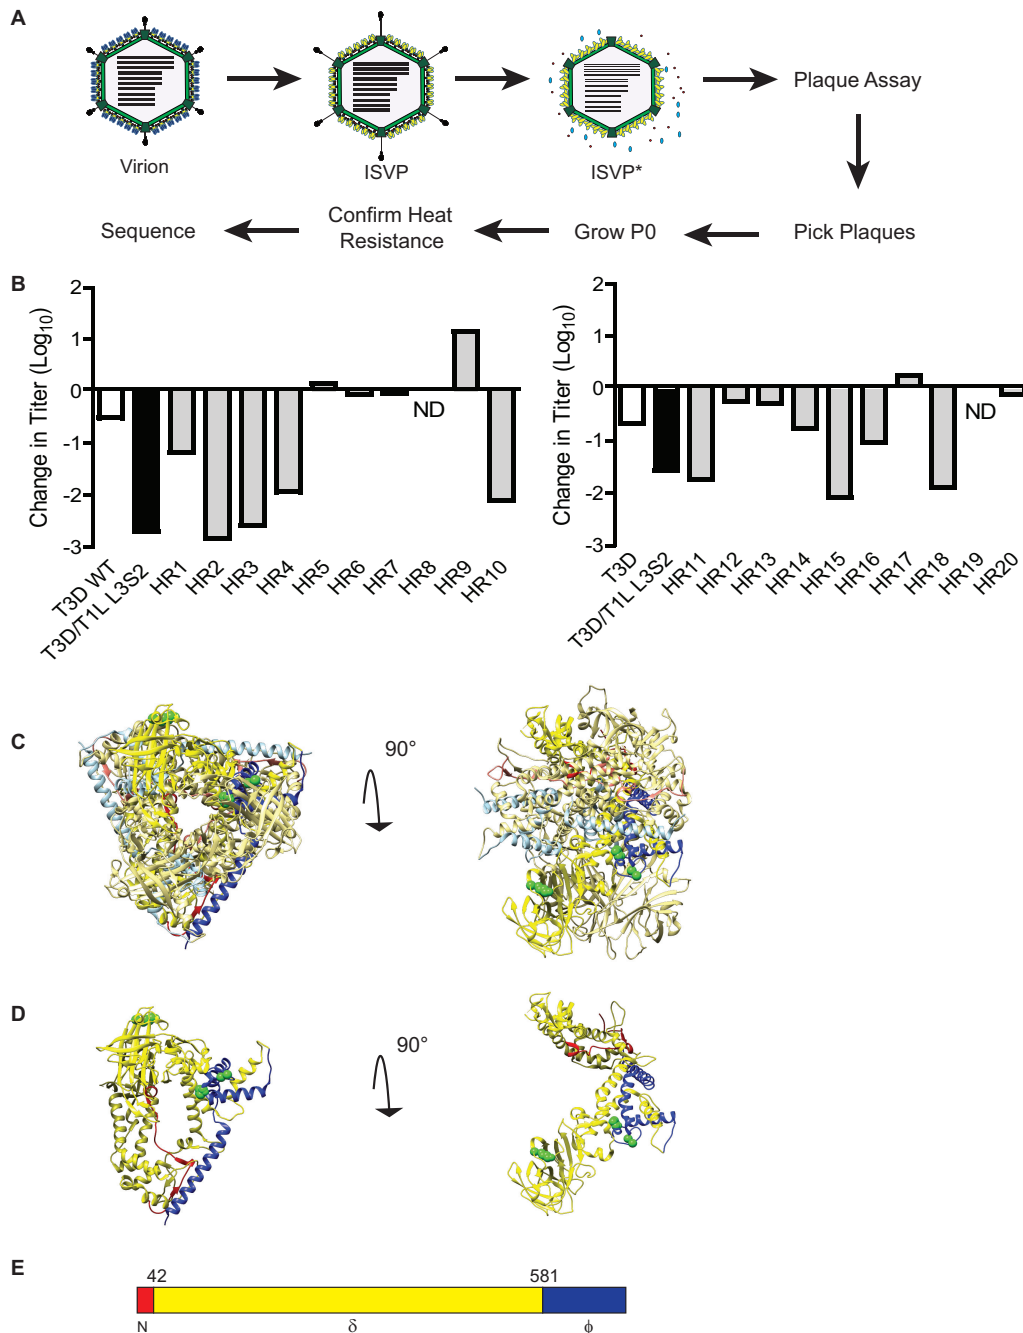 A
Virion
ISVP
ISVP*
Plaque Assay
Sequence
Confirm Heat
Resistance
Grow P0
Pick Plaques
B
Change in Titer (Log10)
2
1
0
-1
-2
-3
ND
T3D WT
T3D/T1L L3S2
HR1
HR2
HR3
HR4
HR5
HR6
HR7
HR8
HR9
HR10
Change in Titer (Log10)
2
1
0
-1
-2
-3
ND
T3D
T3D/T1L L3S2
HR11
HR12
HR13
HR14
HR15
HR16
HR17
HR18
HR19
HR20
C
90°
D
90°
E
42
581
N
δ
ϕ